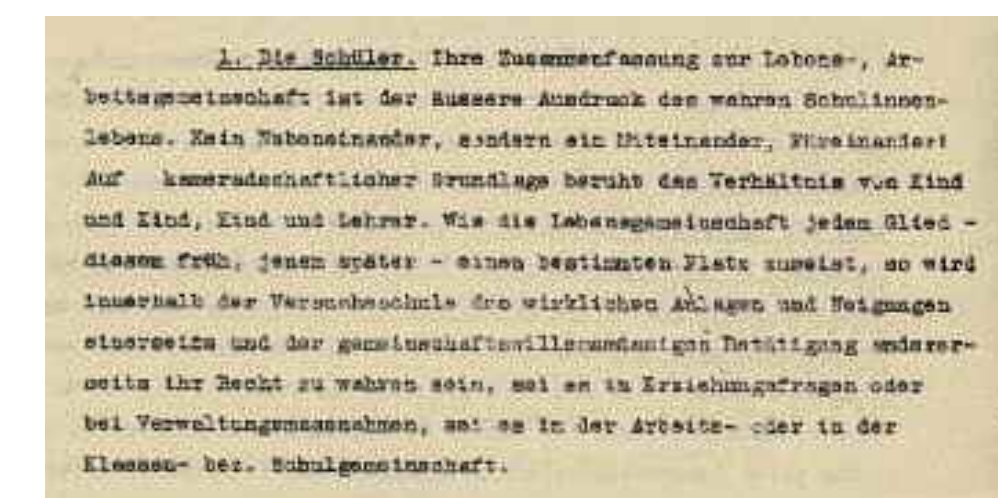 1. Die Schüler. Ihre Zusammenfassung zur Lebens-, Ar-
beitsgemeinschaft ist der äussere Ausdruck des wahren Schulinnen-
lebens. Kein Nebeneinander, sondern ein Miteinander, Füreinander!
Auf kameradschaftlicher Grundlage beruht das Verhältnis von Kind
und Kind, Kind und Lehrer. Wie die Lebensgemeinschaft jedem Glied -
diesem früh, jenem später - einen bestimmten Platz zuweist, so wird
innerhalb der Versuchsschule den wirklichen Anlagen und Neigungen
einerseits und der Betätigung anderer-
seits ihr Recht zu wahren sein, sei es in Erziehungsfragen oder
bei Verwaltungsmassnahmen, sei es in der Arbeits- oder in der
Klassen- bez. Schulgemeinschaft.